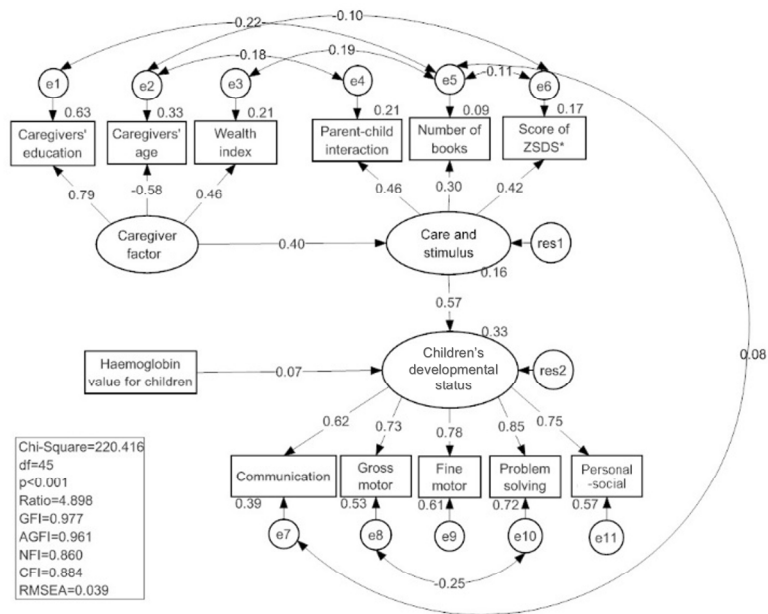 -0.10
-0.22
-0.18
0.19
-0.11
e1
e2
e3
e4
e5
e6
0.63
0.33
0.21
0.21
0.09
0.17
Caregivers'
education
Caregivers'
age
Wealth
index
Parent-child
interaction
Number of
books
Score of
ZSDS*
0.79
-0.58
0.46
0.46
0.30
0.42
Caregiver
factor
0.40
Care and
stimulus
res1
0.16
0.57
0.33
Haemoglobin
value for children
0.07
Children's
developmental
status
res2
0.08
0.62
0.73
0.78
0.85
0.75
Communication
Gross
motor
Fine
motor
Problem
solving
Personal
-social
0.39
0.53
0.61
0.72
0.57
e7
e8
e9
e10
e11
-0.25
Chi-Square=220.416
df=45
p<0.001
Ratio=4.898
GFI=0.977
AGFI=0.961
NFI=0.860
CFI=0.884
RMSEA=0.039